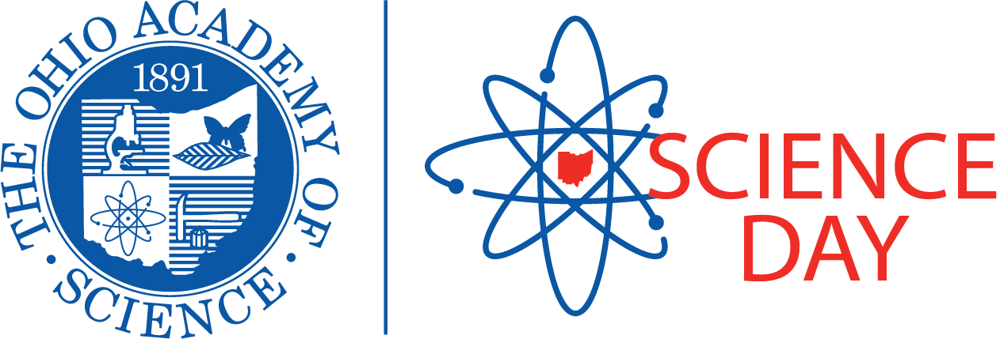 THE OHIO ACADEMY OF
• SCIENCE •
1891
SCIENCE
DAY